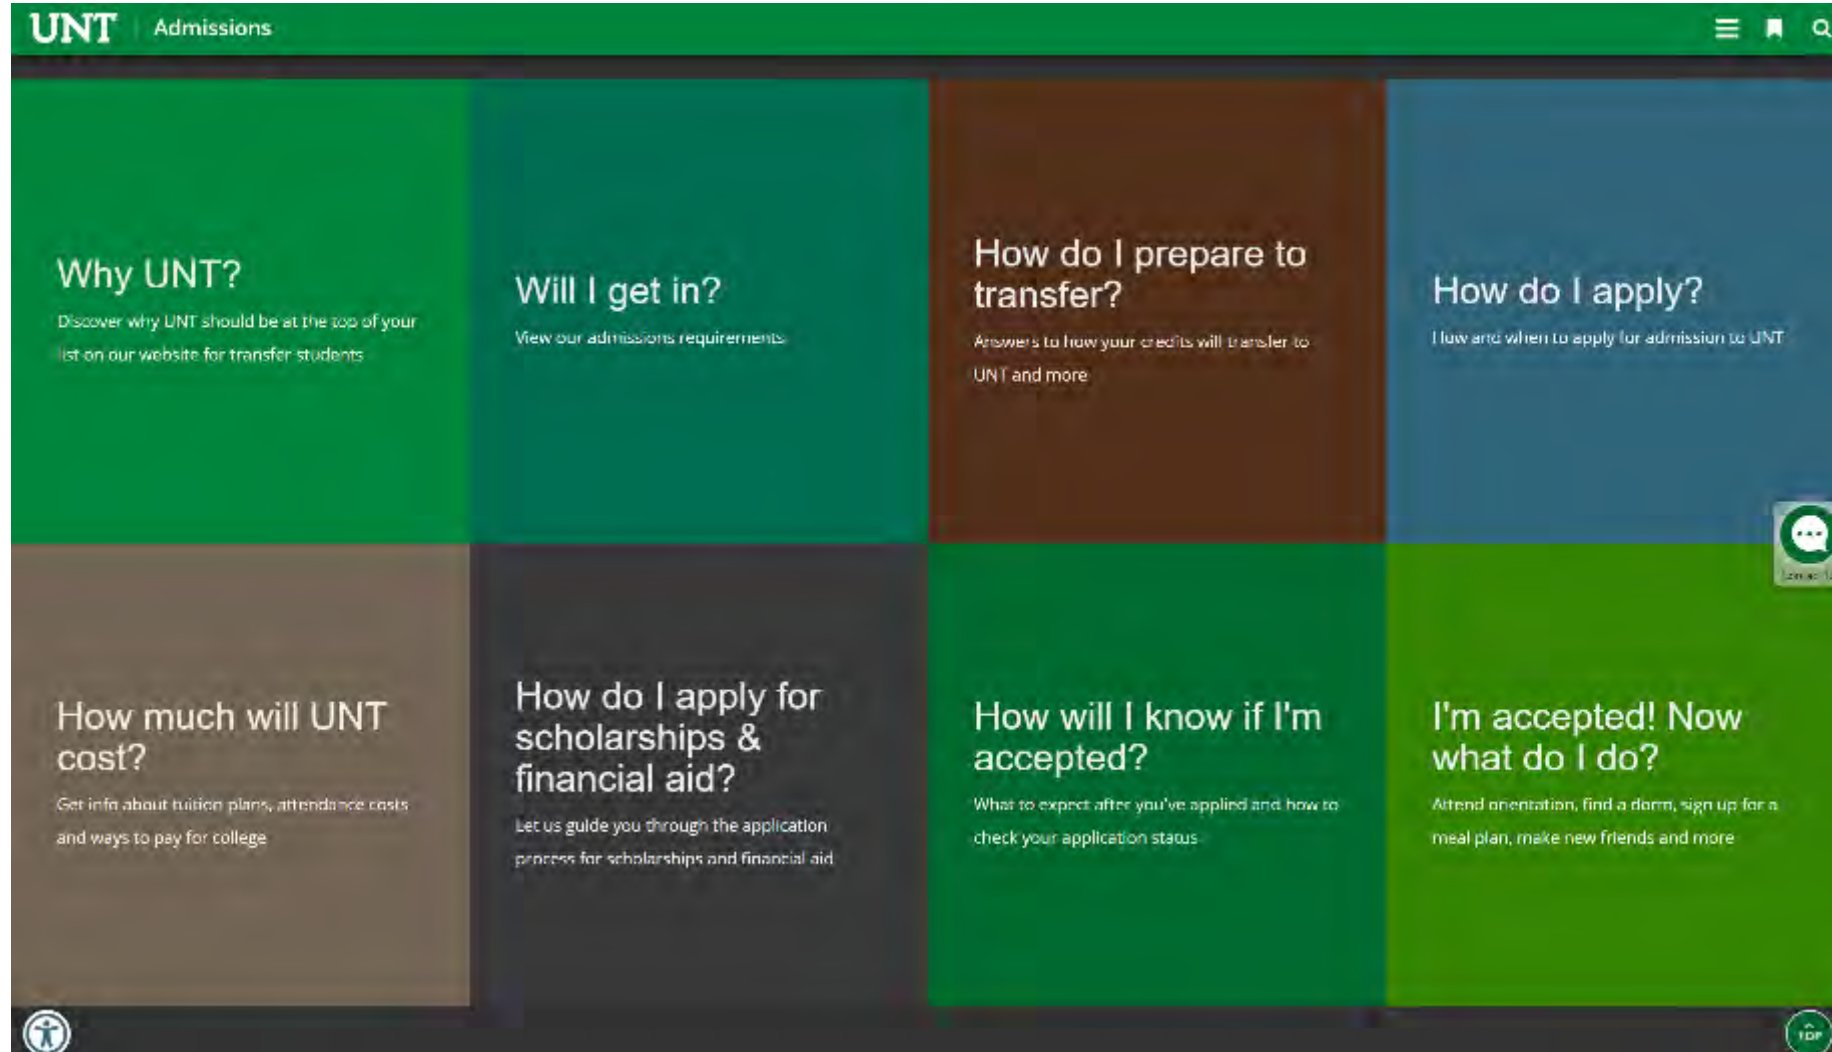 UNT
Admissions
Why UNT?
Discover why UNT should be at the top of your
list on our website for transfer students
Will I get in?
View our admissions requirements
How do I prepare to
transfer?
Answers to how your credits will transfer to
UNT and more
How do I apply?
How and when to apply for admission to UNT
How much will UNT
cost?
Get info about tuition plans, attendance costs
and ways to pay for college
How do I apply for
scholarships &
financial aid?
Let us guide you through the application
process for scholarships and financial aid
How will I know if I'm
accepted?
What to expect after you've applied and how to
check your application status
I'm accepted! Now
what do I do?
Attend orientation, find a dorm, sign up for a
meal plan, make new friends and more
TOP